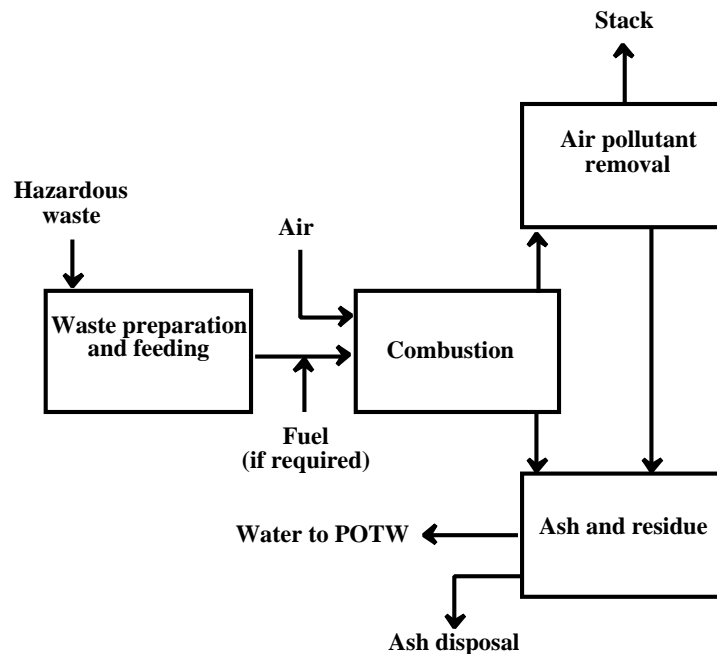 Stack
Air pollutant
removal
Hazardous
waste
Air
Waste preparation
and feeding
Combustion
Fuel
(if required)
Ash and residue
Water to POTW
Ash disposal